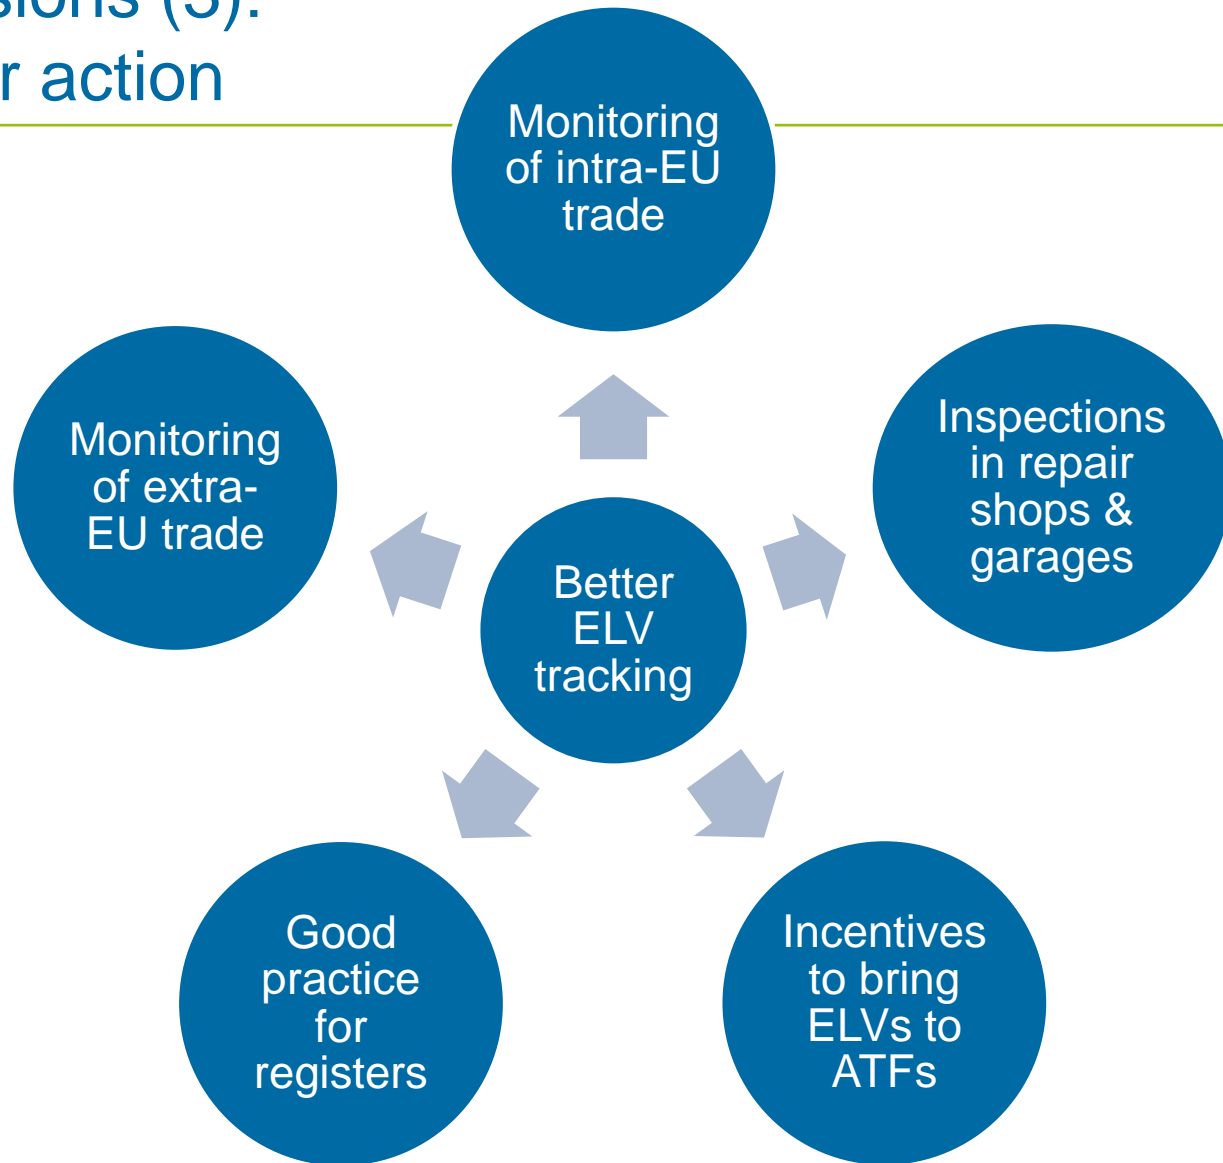 (3):
action
Monitoring
of intra-EU
trade
Inspections
in repair
shops &
garages
Incentives
to bring
ELVs to
ATFs
Good
practice
for
registers
Monitoring
of extra-
EU trade
Better
ELV
tracking